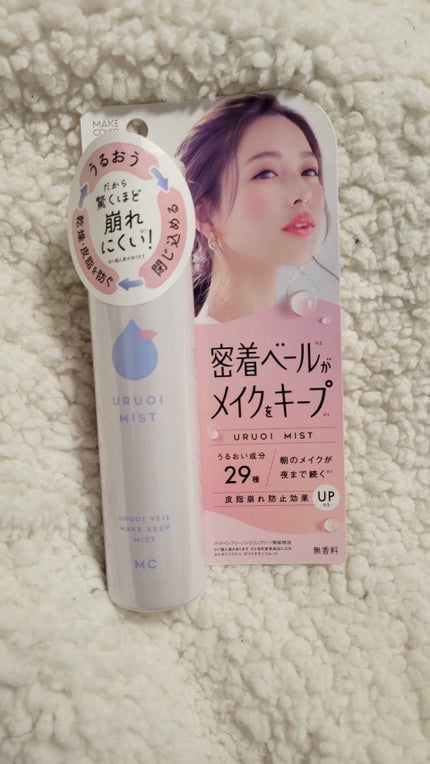 MAKE
COVER
うるおう
閉じ込める
乾燥・皮脂を防ぐ
だから
驚くほど
崩れ
にくい!
URUOI
MIST
URUOI VEIL
MAKE KEEP
MIST
MC
密着ベールが
メイクをキープ
URUOI MIST
うるおい成分
29種
朝のメイクが
夜まで続く
皮脂崩れ防止効果 UP
無香料